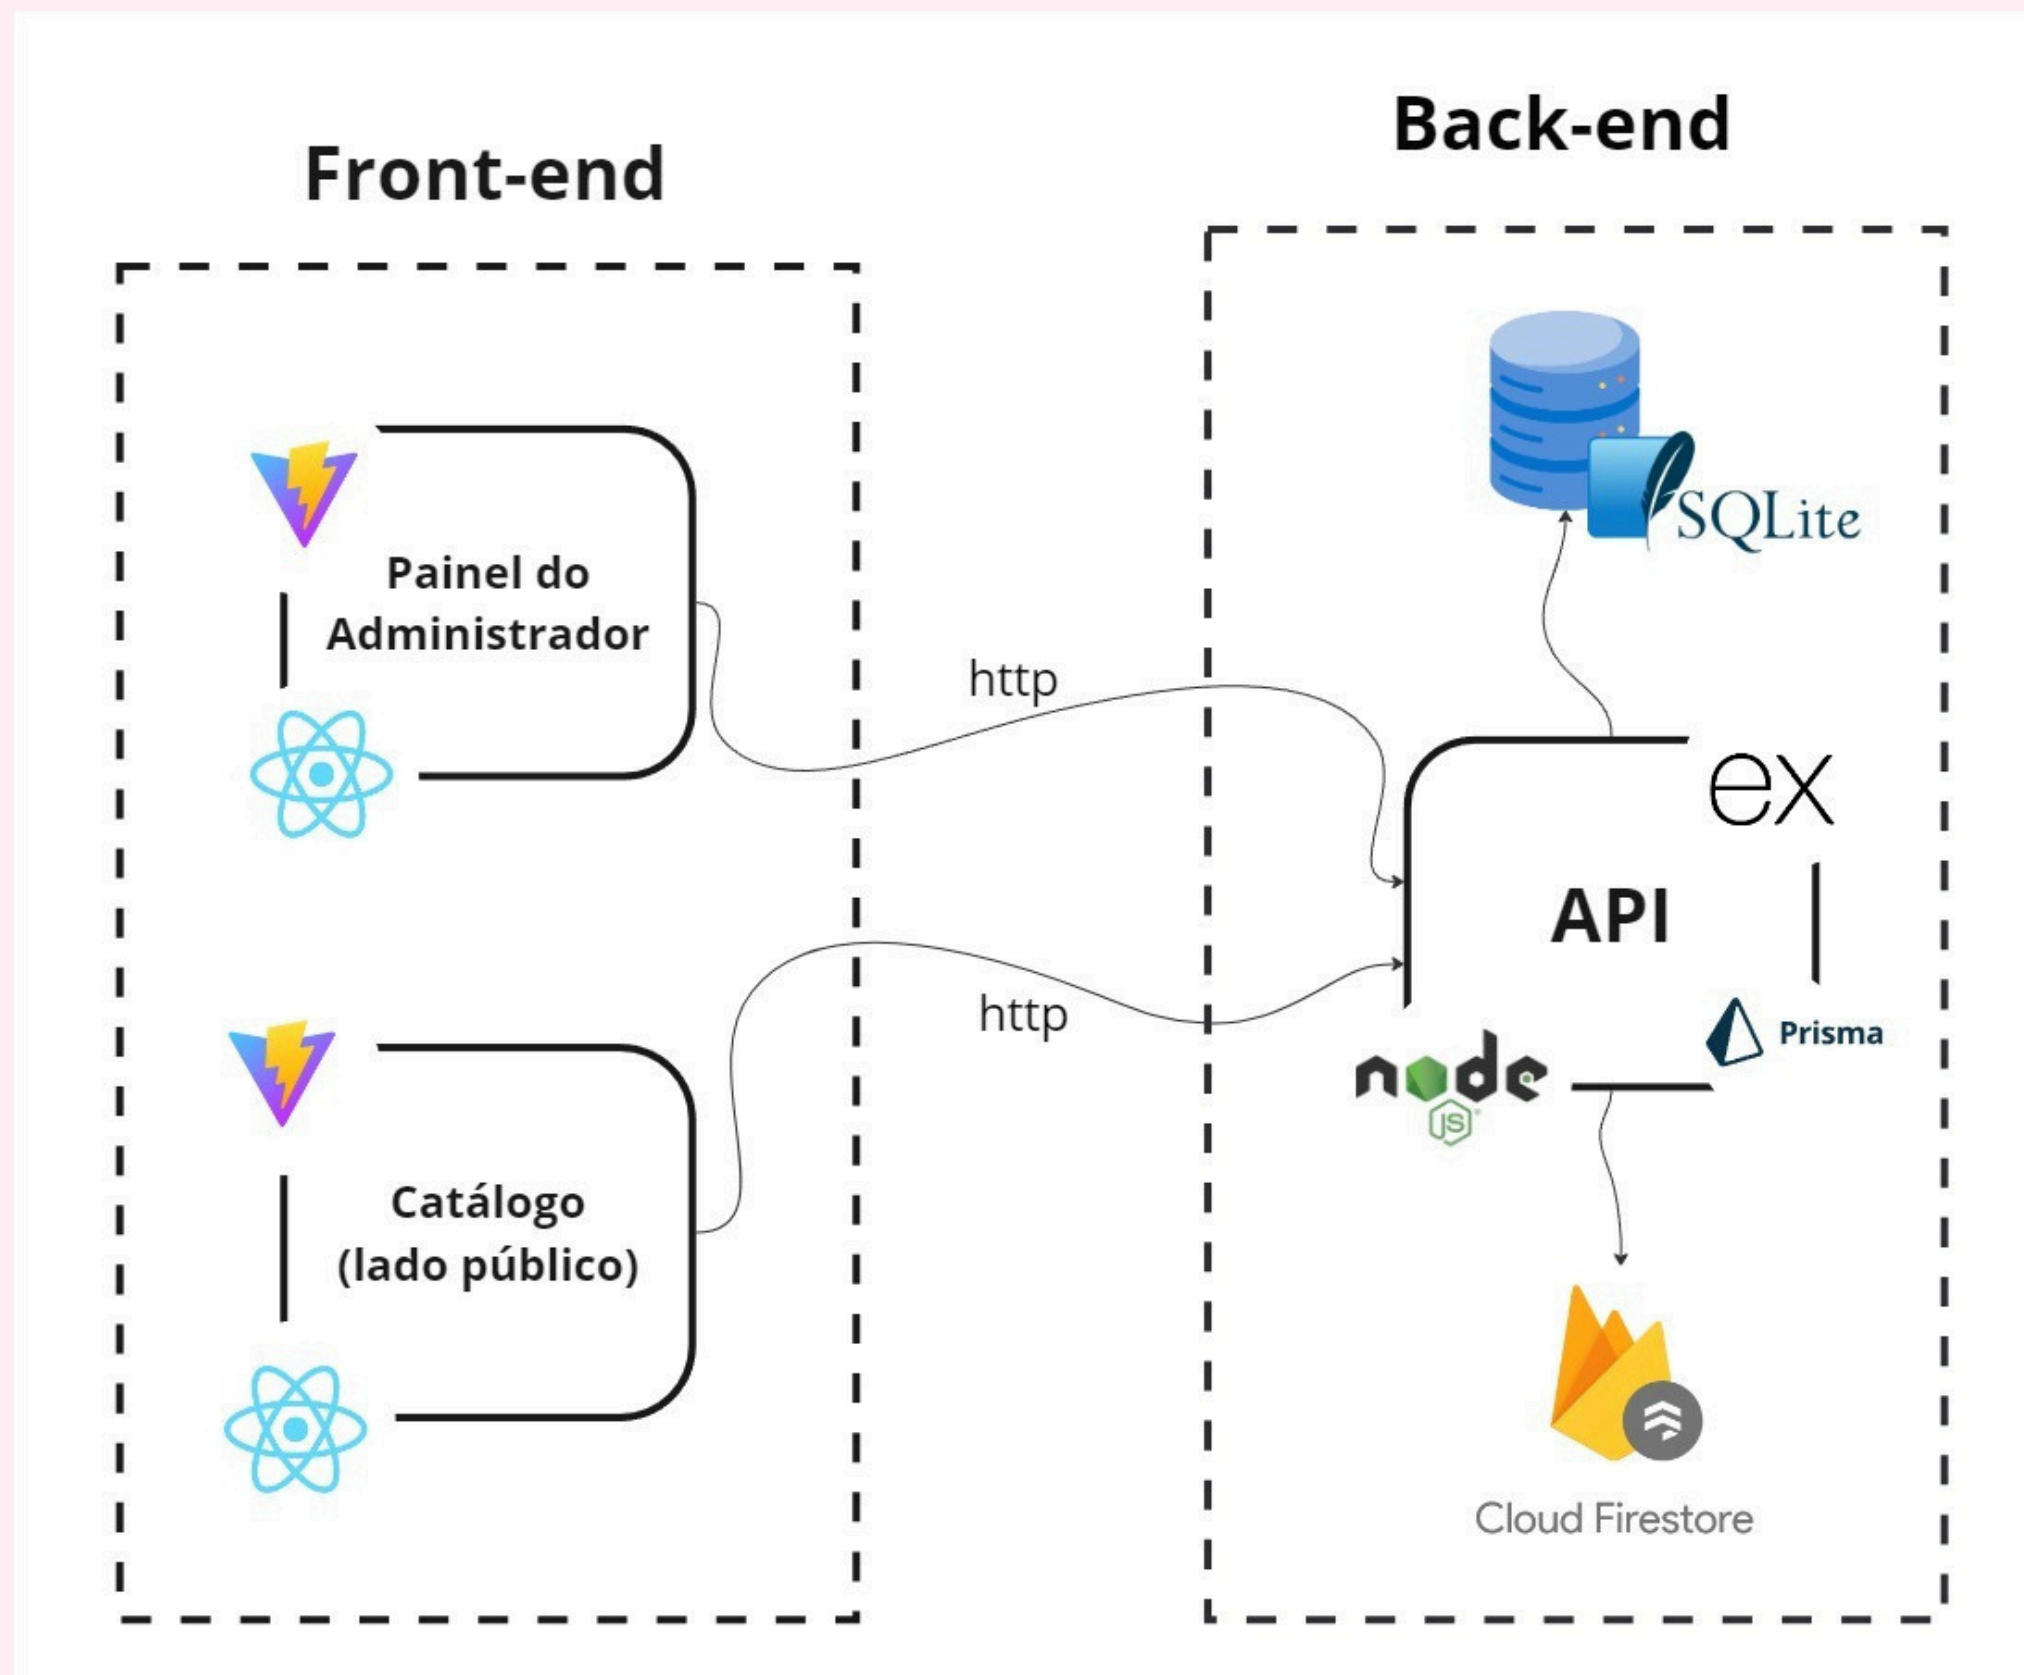 Front-end
Painel do
Administrador
Catálogo
(lado público)
http
http
Back-end
SQLite
ex
API
Prisma
node
JS
Cloud Firestore